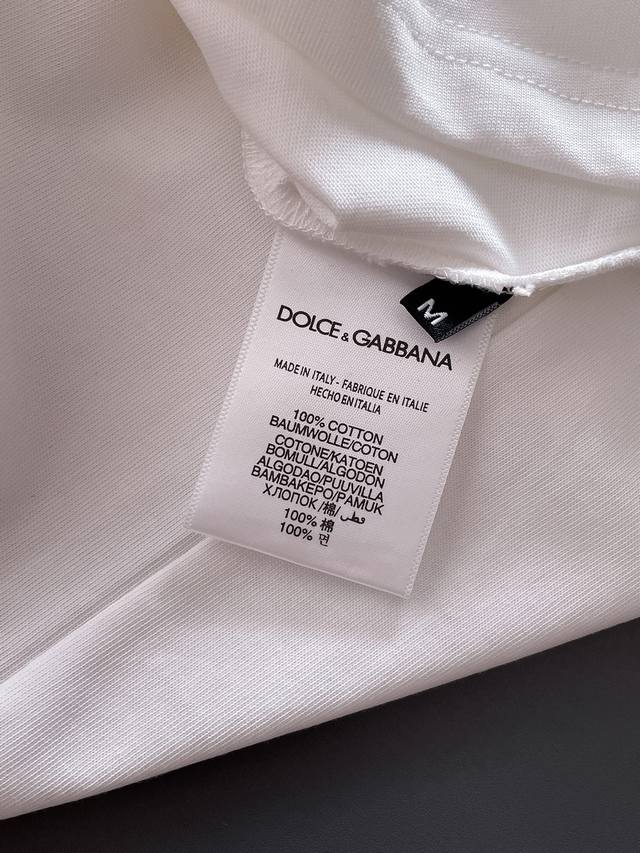 M
DOLCE & GABBANA
MADE IN ITALY - FABRIQUE EN ITALIE
HECHO EN ITALIA
100% COTTON
BAUMWOLLE/COTON
COTONE/KATOEN
BOMULL/ALGODON
ALGODAO/PUUVILLA
BAMBAKEPO/PAMUK
ХЛОПОК /棉/ قطن
100% 棉
100% 면